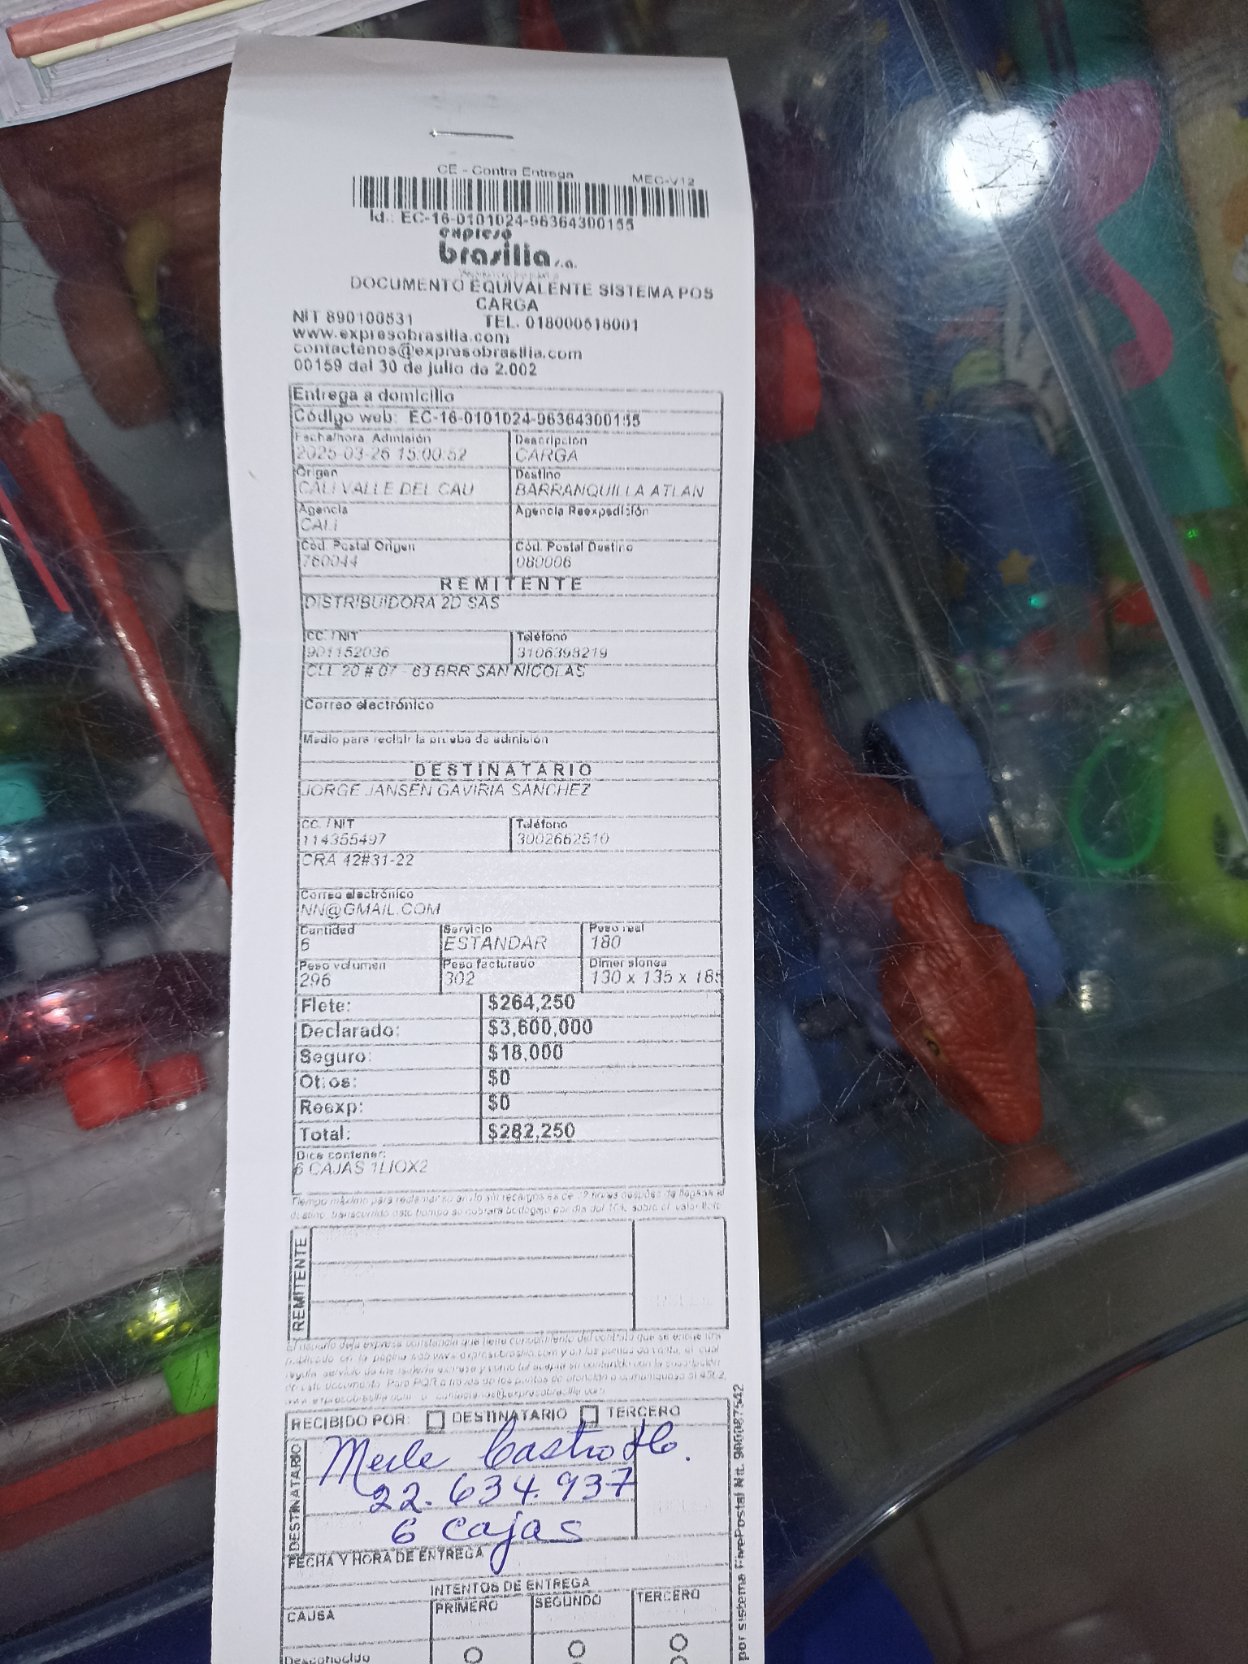 CE - Contra Entrega MEC-V12
Id.: EC-16-0101024-96364300155
expreso
brasilia s.a.
DOCUMENTO EQUIVALENTE SISTEMA POS
CARGA
NIT 890100531 TEL. 018000518001
www.expresobrasilia.com
contactenos@expresobrasilia.com
00159 del 30 de julio de 2.002
Entrega a domicilio
Código web: EC-16-0101024-96364300155
Fecha/hora Admisión Descripcion
2025-03-26 15:00:52 CARGA
Origen Destino
CALI VALLE DEL CAU BARRANQUILLA ATLAN
Agencia Agencia Reexpedición
CALI
Cód. Postal Origen Cód. Postal Destino
760044 080006
REMITENTE
DISTRIBUIDORA 2D SAS
CC. / NIT Teléfono
901152036 3106398219
CLL 20 # 07 - 63 BRR SAN NICOLAS
Correo electrónico
Medio para recibir la prueba de admisión
DESTINATARIO
JORGE JANSEN GAVIRIA SANCHEZ
CC. / NIT Teléfono
114355497 3002662510
CRA 42#31-22
Correo electrónico
NN@GMAIL.COM
Cantidad Servicio Peso real
6 ESTANDAR 180
Peso volumen Peso facturado Dimensiones
296 302 130 x 135 x 185
Flete: $264,250
Declarado: $3,600,000
Seguro: $18,000
Otros: $0
Reexp: $0
Total: $282,250
Dice contener:
6 CAJAS 1LIOX2
REMITENTE
RECIBIDO POR: DESTINATARIO TERCERO
DESTINATARIO
Merle Castro
22.634.937
6 Cajas
FECHA Y HORA DE ENTREGA
INTENTOS DE ENTREGA
CAUSA PRIMERO SEGUNDO TERCERO
Desconocido
por sistema FivePostal Nit. 900087542